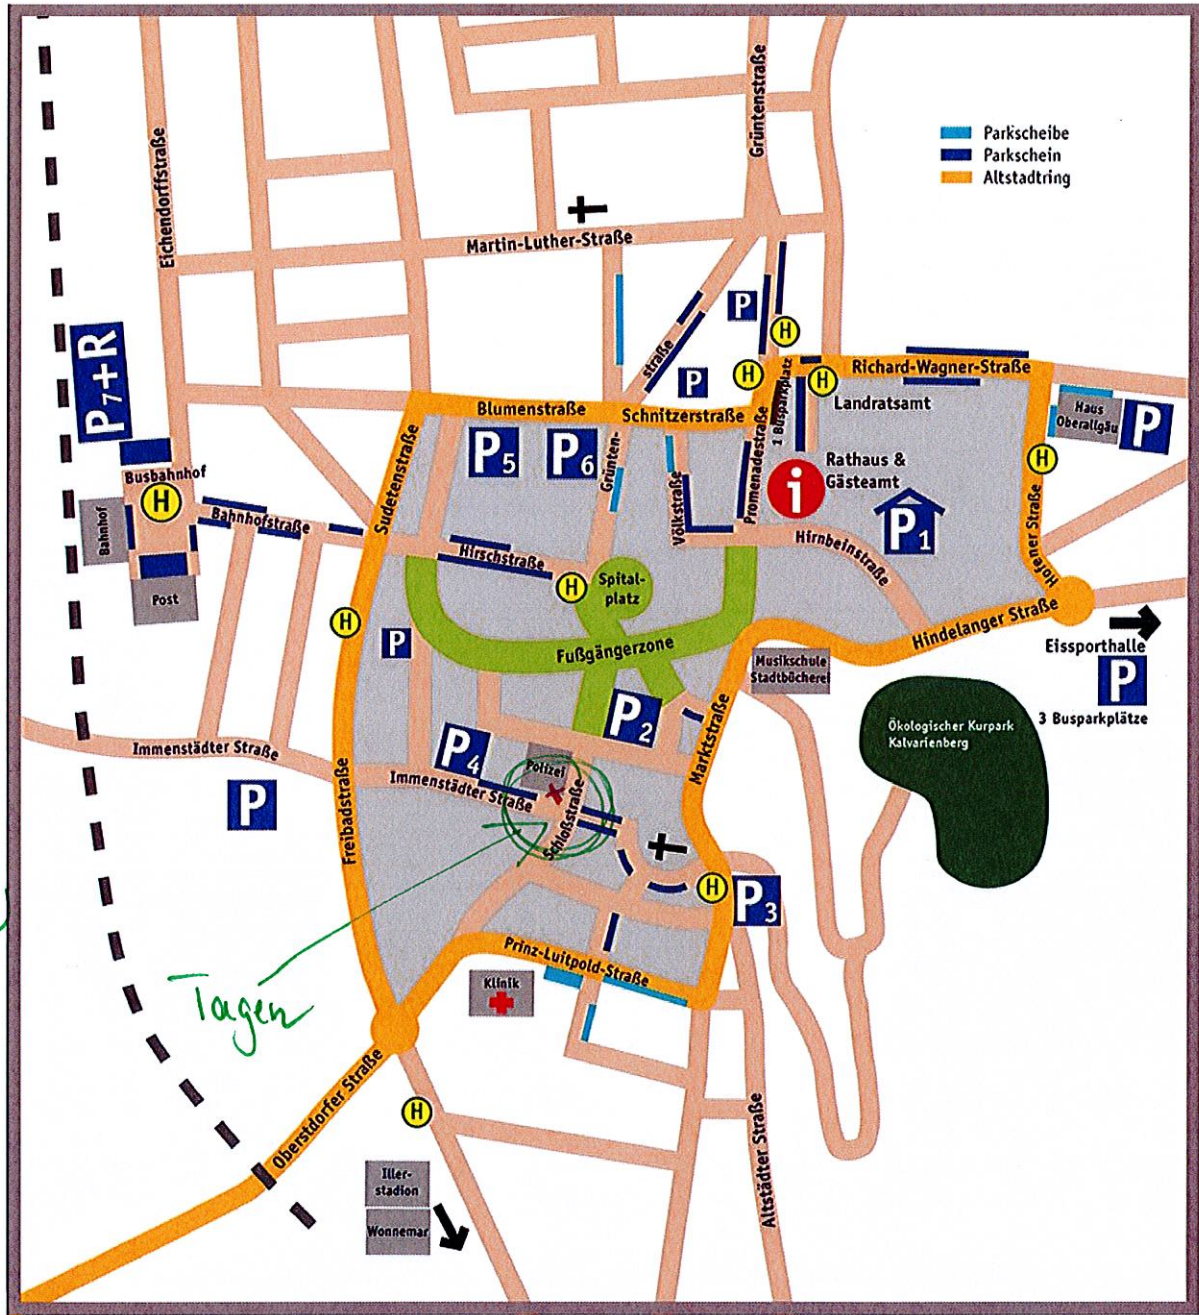 Parkscheibe
Parkschein
Altstadtring
Grüntenstraße
Eichendorffstraße
Martin-Luther-Straße
P
P7+R
straße
H
H
P
H
1 Busparkplatz
Richard-Wagner-Straße
Landratsamt
Haus
Oberallgäu
P
Blumenstraße
Schnitzerstraße
Promenadestraße
P5
P6
Grünten-
Sudetenstraße
Völkstraße
i
Rathaus &
Gästeamt
P1
H
Hofener Straße
Busbahnhof
H
Bahnhof
Bahnhofstraße
Post
Hirschstraße
H
Spital-
platz
Hirnbeinstraße
H
P
Fußgängerzone
Hindelanger Straße
Eissporthalle
P
3 Busparkplätze
Musikschule
Stadtbücherei
Ökologischer Kurpark
Kalvarienberg
P2
Marktstraße
Immenstädter Straße
P
P4
Polizei
Immenstädter Straße
Schloßstraße
Freibadstraße
H
P3
Prinz-Luitpold-Straße
Klinik
Tagen
Oberstdorfer Straße
H
Altstädter Straße
Iller-
stadion
Wonnemar